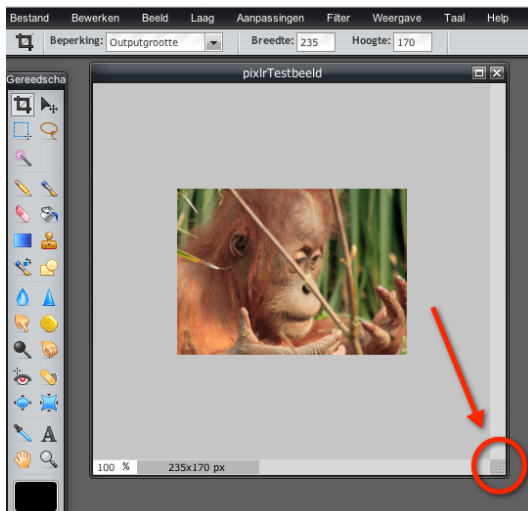 Bestand Bewerken Beeld Laag Aanpassingen Filter Weergave Taal Help
Beperking: Outputgrootte Breedte: 235 Hoogte: 170
Gereedscha
pixlrTestbeeld
A
100 % 235x170 px